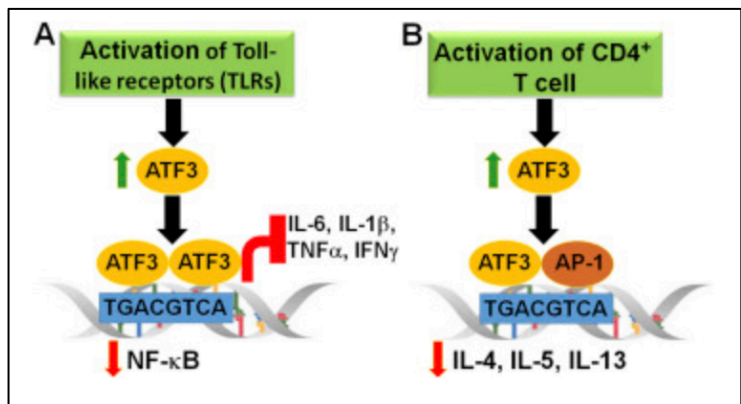 A
Activation of Toll-
like receptors (TLRs)
ATF3
IL-6, IL-1β,
TNFα, IFNγ
ATF3 ATF3
TGACGTCA
NF-κB
B
Activation of CD4⁺
T cell
ATF3
ATF3 AP-1
TGACGTCA
IL-4, IL-5, IL-13